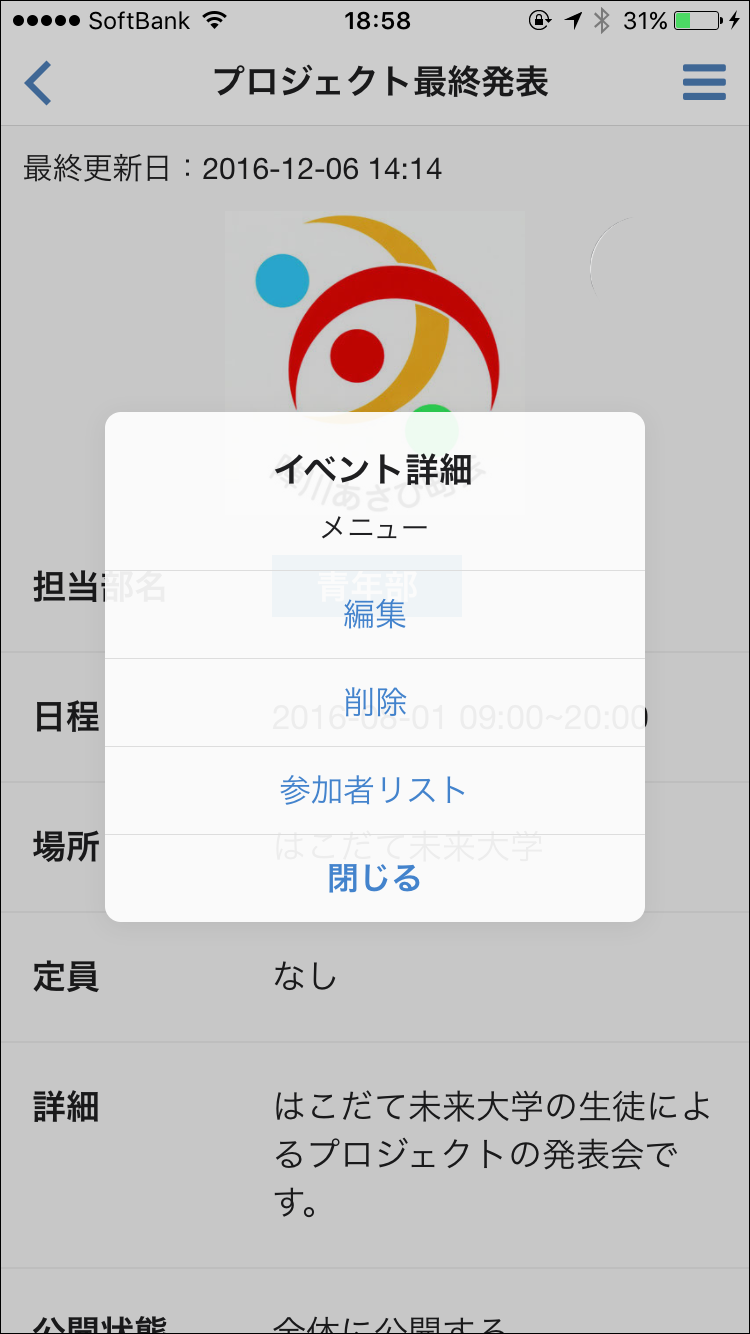 SoftBank 18:58 31%
プロジェクト最終発表
最終更新日：2016-12-06 14:14
イベント詳細
メニュー
担当部名 青年部
編集
日程 2016-08-01 09:00~20:00
削除
参加者リスト
場所 はこだて未来大学
閉じる
定員 なし
詳細 はこだて未来大学の生徒によ
るプロジェクトの発表会で
す。
公開状態 全体に公開する